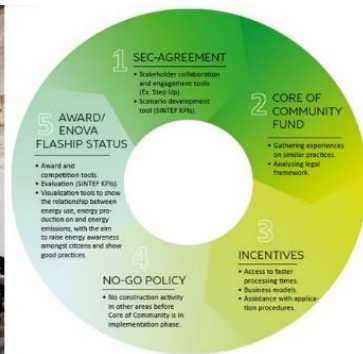 1 SEC-AGREEMENT
• Stakeholder collaboration
and engagement tools
(Ex. Step Up).
• Scenario development
tool (SINTEF KPIs).
2 CORE OF
COMMUNITY
FUND
• Gathering experiences
on similar practices.
• Analyzing legal
framework.
3
INCENTIVES
• Access to faster
processing times.
• Business models.
• Assistance with applica-
tion procedures.
4
NO-GO POLICY
• No construction activity
in other areas before
Core of Community is in
implementation phase.
5 AWARD/
ENOVA
FLASHIP STATUS
• Award and
competition tools.
• Evaluation (SINTEF KPIs).
• Visualization tools to show
the relationship between
energy use, energy pro-
duction on and energy
emissions, with the aim
to raise energy awareness
amongst citizens and show
good practices.